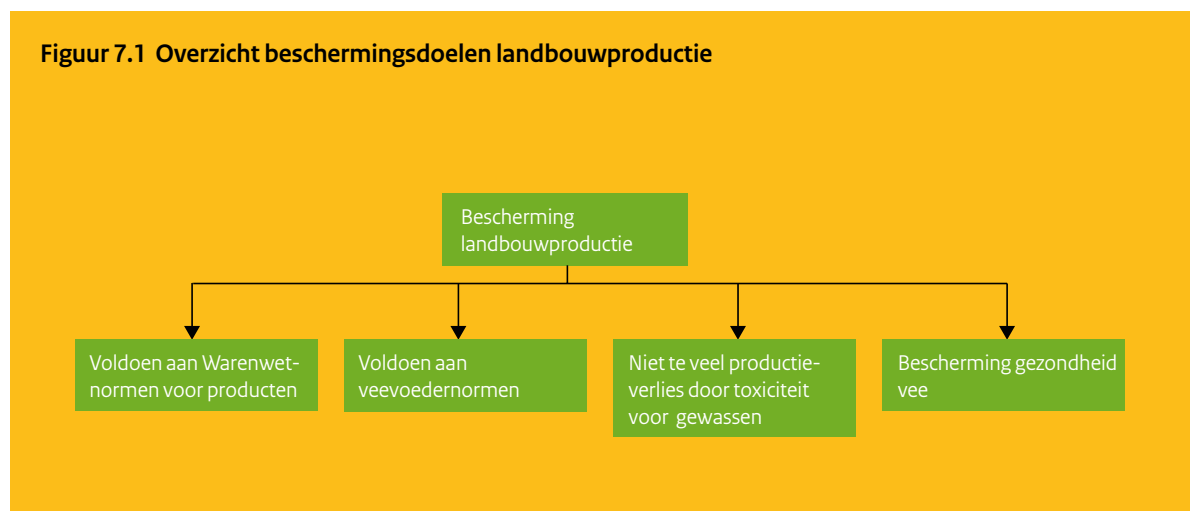 Figuur 7.1 Overzicht beschermingsdoelen landbouwproductie
Bescherming
landbouwproductie
Voldoen aan Warenwet-
normen voor producten
Voldoen aan
veevoedernormen
Niet te veel productie-
verlies door toxiciteit
voor gewassen
Bescherming gezondheid
vee